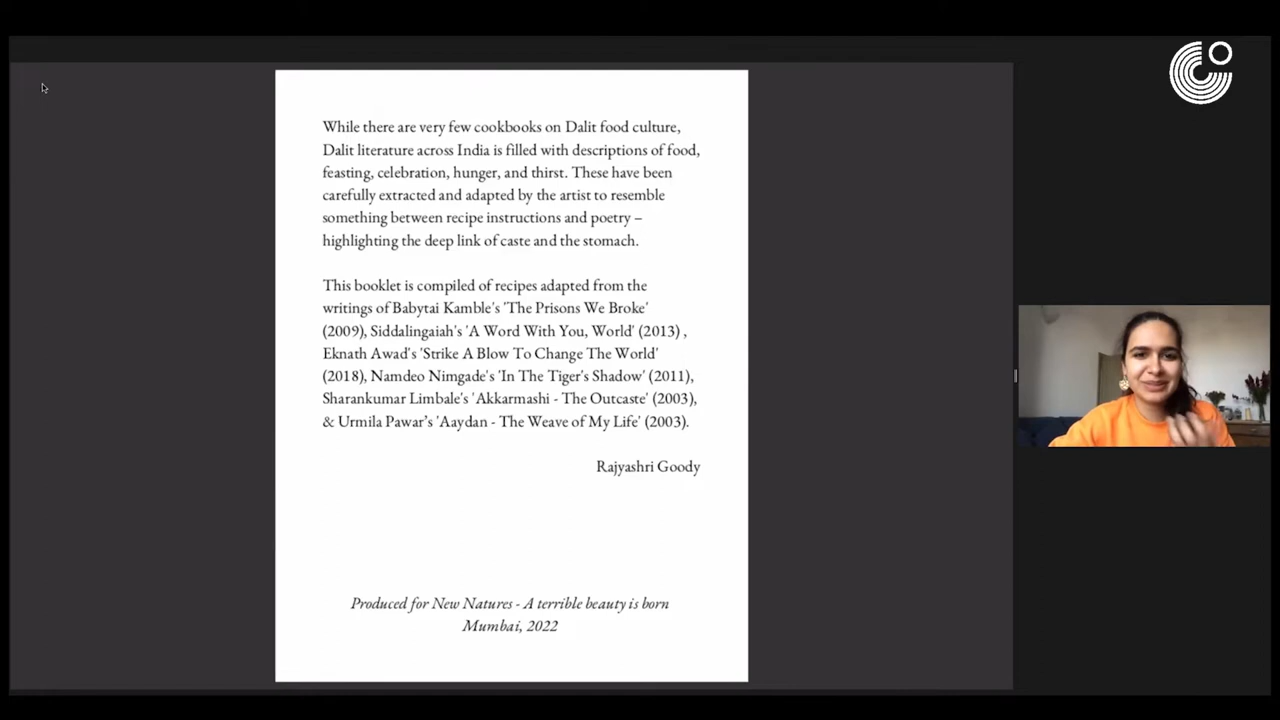 While there are very few cookbooks on Dalit food culture,
Dalit literature across India is filled with descriptions of food,
feasting, celebration, hunger, and thirst. These have been
carefully extracted and adapted by the artist to resemble
something between recipe instructions and poetry –
highlighting the deep link of caste and the stomach.
This booklet is compiled of recipes adapted from the
writings of Babytai Kamble's 'The Prisons We Broke'
(2009), Siddalingaiah's 'A Word With You, World' (2013) ,
Eknath Awad's 'Strike A Blow To Change The World'
(2018), Namdeo Nimgade's 'In The Tiger's Shadow' (2011),
Sharankumar Limbale's 'Akkarmashi - The Outcaste' (2003),
& Urmila Pawar’s 'Aaydan - The Weave of My Life' (2003).
Rajyashri Goody
Produced for New Natures - A terrible beauty is born
Mumbai, 2022